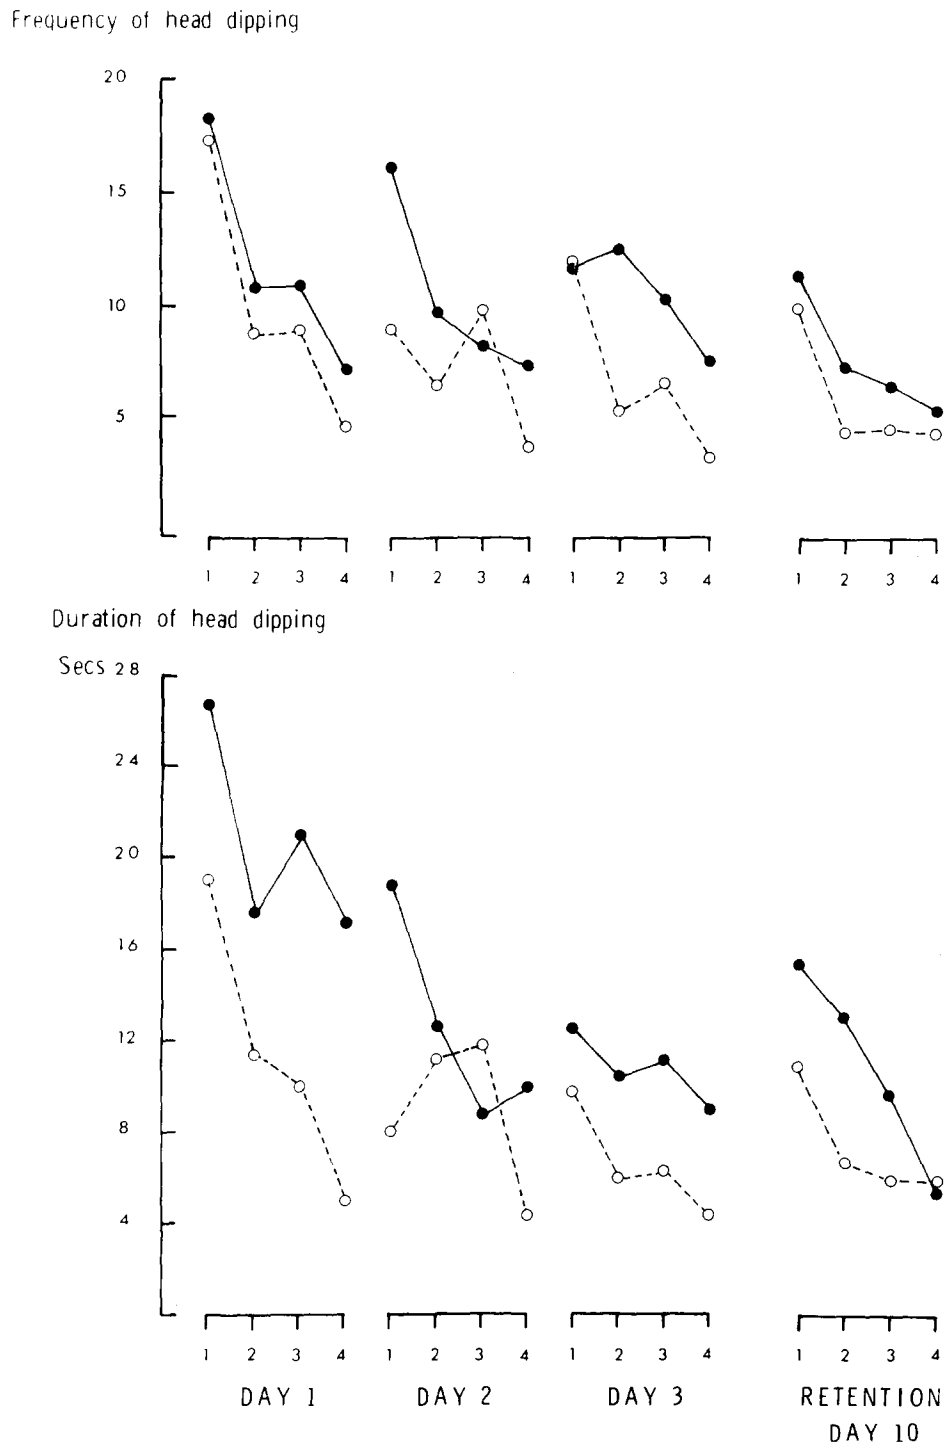 Frequency of head dipping
20
15
10
5
1 2 3 4 1 2 3 4 1 2 3 4 1 2 3 4
Duration of head dipping
Secs 28
24
20
16
12
8
4
1 2 3 4 1 2 3 4 1 2 3 4 1 2 3 4
DAY 1 DAY 2 DAY 3 RETENTION
DAY 10